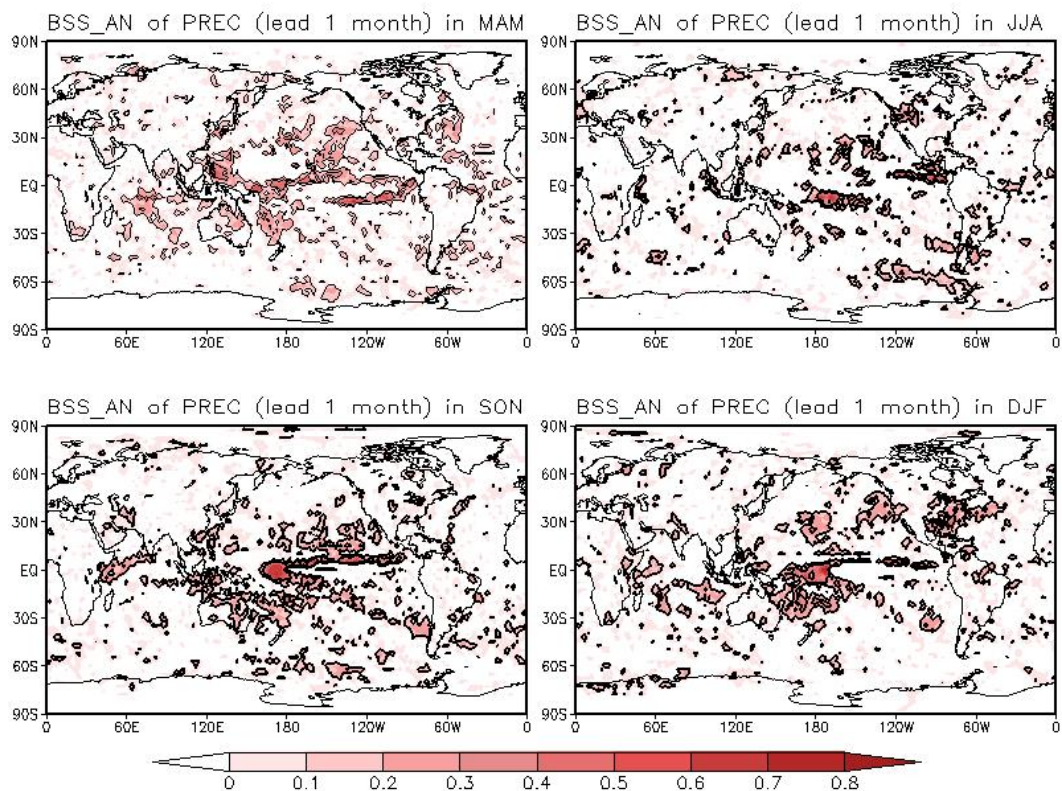 BSS_AN of PREC (lead 1 month) in MAM
BSS_AN of PREC (lead 1 month) in JJA
90N
60N
30N
EQ
30S
60S
90S
0 60E 120E 180 120W 60W 0
90N
60N
30N
EQ
30S
60S
90S
0 60E 120E 180 120W 60W 0
BSS_AN of PREC (lead 1 month) in SON
BSS_AN of PREC (lead 1 month) in DJF
90N
60N
30N
EQ
30S
60S
90S
0 60E 120E 180 120W 60W 0
90N
60N
30N
EQ
30S
60S
90S
0 60E 120E 180 120W 60W 0
0 0.1 0.2 0.3 0.4 0.5 0.6 0.7 0.8